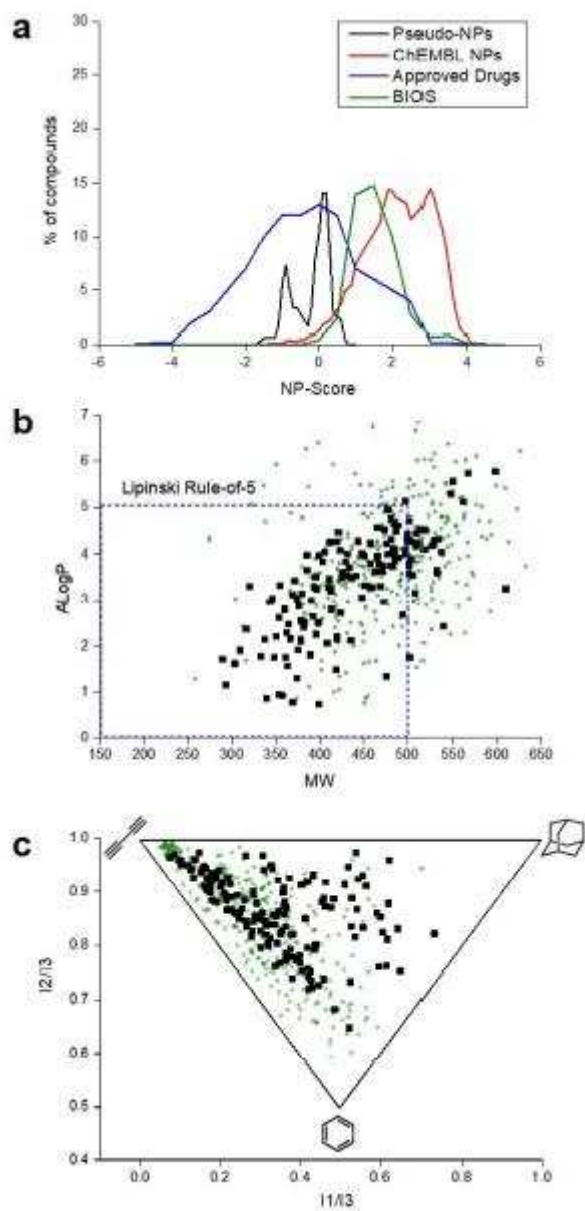 a
30
25
20
15
10
5
0
% of compounds
Pseudo-NPs
ChEMBL NPs
Approved Drugs
BIOS
-6 -4 -2 0 2 4 6
NP-Score
b
7
6
5
4
3
2
1
0
ALogP
Lipinski Rule-of-5
150 200 250 300 350 400 450 500 550 600 650
MW
c
1.0
0.9
0.8
0.7
0.6
0.5
0.4
I2/I3
0.0 0.2 0.4 0.6 0.8 1.0
I1/I3